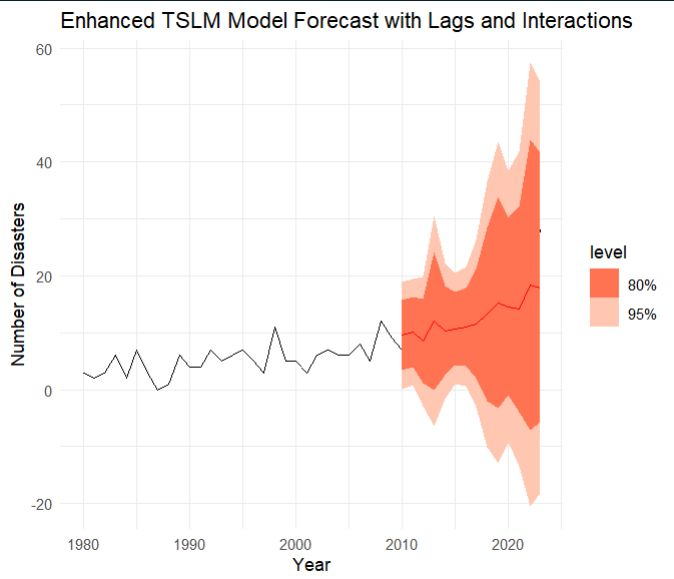 Enhanced TSLM Model Forecast with Lags and Interactions
60
40
20
0
-20
Number of Disasters
1980 1990 2000 2010 2020
Year
level
80%
95%